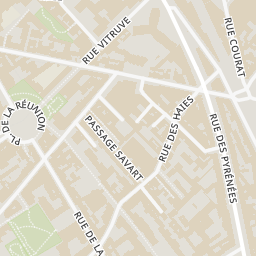 RUE VITRUVE
RUE COURAT
PL DE LA RÉUNION
PASSAGE SAVART
RUE DES HAIES
RUE DES PYRÉNÉES
RUE DE LA